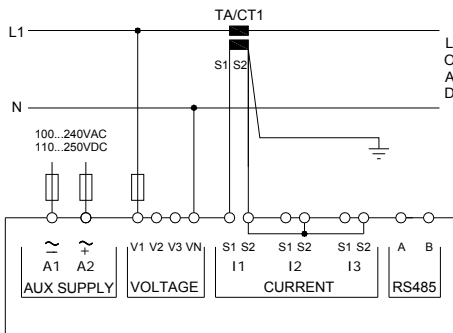 TA/CT1
L1
S1 S2
LOAD
N
100...240VAC
110...250VDC
V1 V2 V3 VN S1 S2 S1 S2 S1 S2 A B
A1 A2 I1 I2 I3
AUX SUPPLY VOLTAGE CURRENT RS485